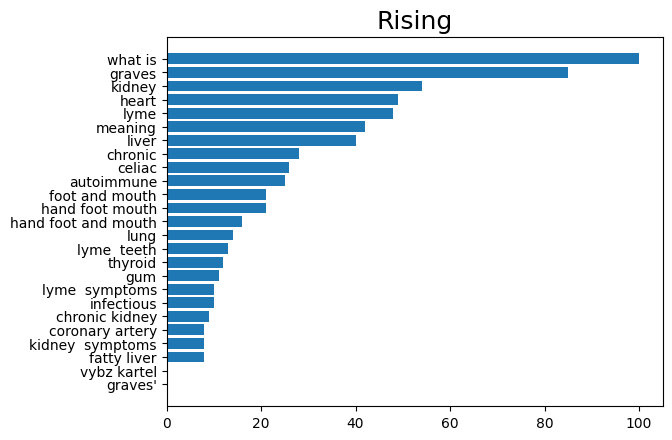 Rising
what is
graves
kidney
heart
lyme
meaning
liver
chronic
celiac
autoimmune
foot and mouth
hand foot mouth
hand foot and mouth
lung
lyme  teeth
thyroid
gum
lyme  symptoms
infectious
chronic kidney
coronary artery
kidney  symptoms
fatty liver
vybz kartel
graves'
0 20 40 60 80 100